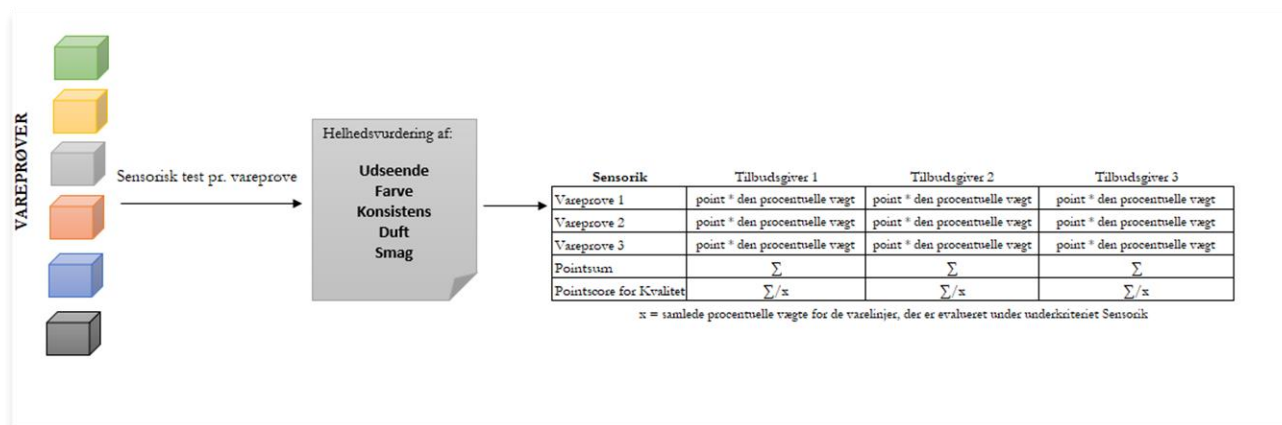 VAREPRØVER
Sensorisk test pr. vareprøve
Helhedsvurdering af:
Udseende
Farve
Konsistens
Duft
Smag
Sensorik Tilbudsgiver 1 Tilbudsgiver 2 Tilbudsgiver 3
Vareprøve 1 point * den procentuelle vægt point * den procentuelle vægt point * den procentuelle vægt
Vareprøve 2 point * den procentuelle vægt point * den procentuelle vægt point * den procentuelle vægt
Vareprøve 3 point * den procentuelle vægt point * den procentuelle vægt point * den procentuelle vægt
Pointsum ∑ ∑ ∑
Pointscore for Kvalitet ∑/x ∑/x ∑/x
x = samlede procentuelle vægte for de varelinjer, der er evalueret under underkriteriet Sensorik